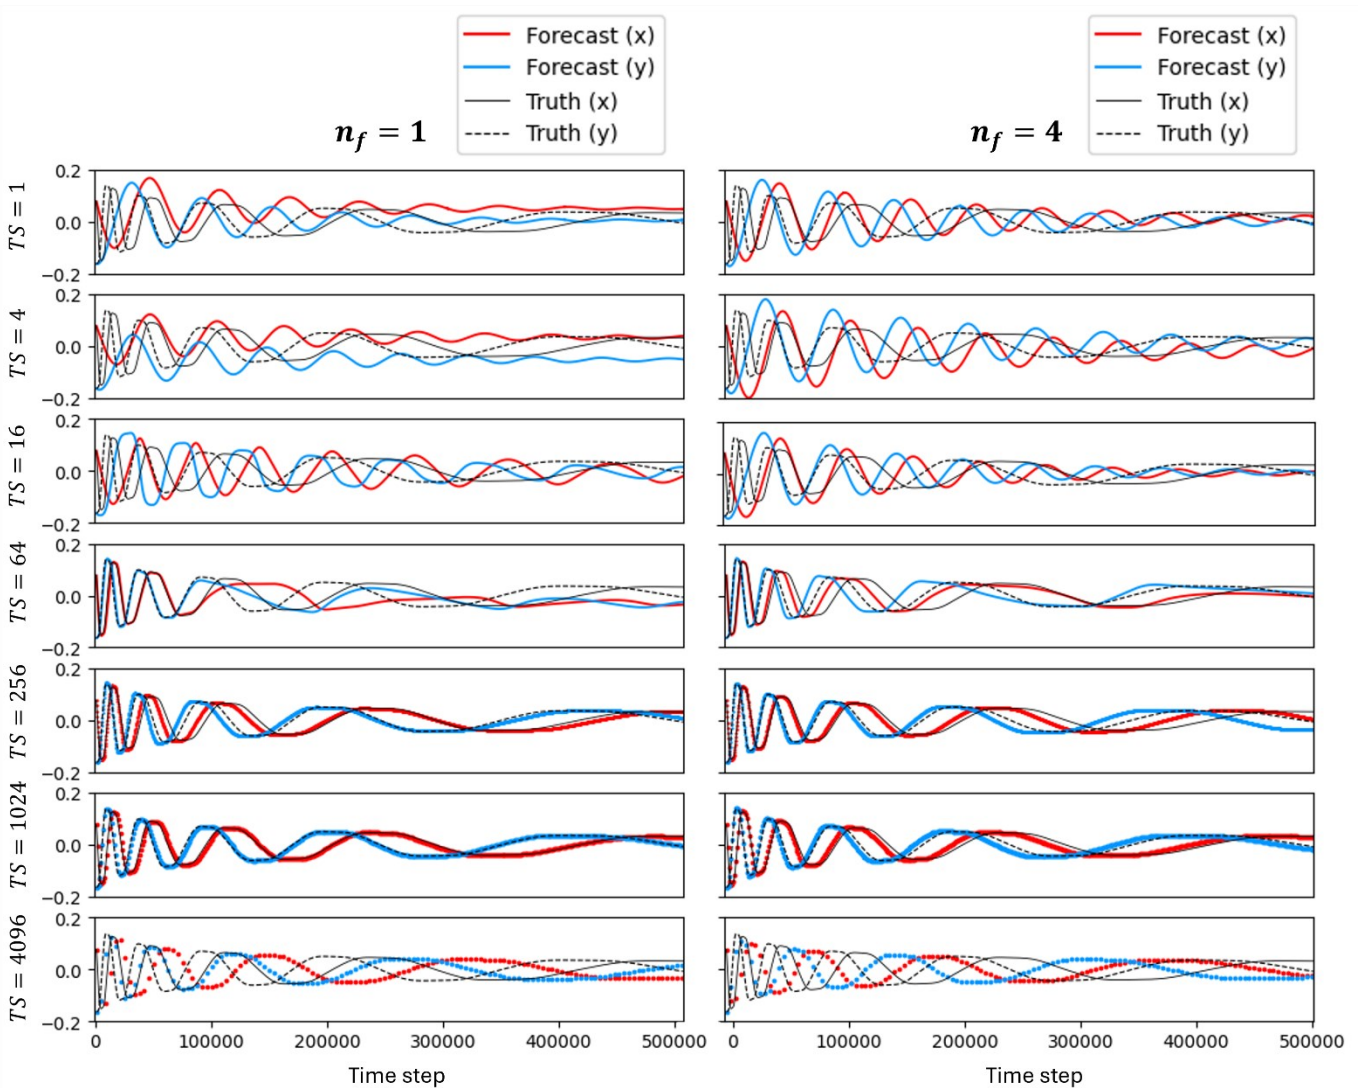 Forecast (x)
Forecast (y)
Truth (x)
Truth (y)
n_f = 1
Forecast (x)
Forecast (y)
Truth (x)
Truth (y)
n_f = 4
TS = 1
0.2
0.0
−0.2
TS = 4
0.2
0.0
−0.2
TS = 16
0.2
0.0
−0.2
TS = 64
0.2
0.0
−0.2
TS = 256
0.2
0.0
−0.2
TS = 1024
0.2
0.0
−0.2
TS = 4096
0.2
0.0
−0.2
0 100000 200000 300000 400000 500000
0 100000 200000 300000 400000 500000
Time step
Time step